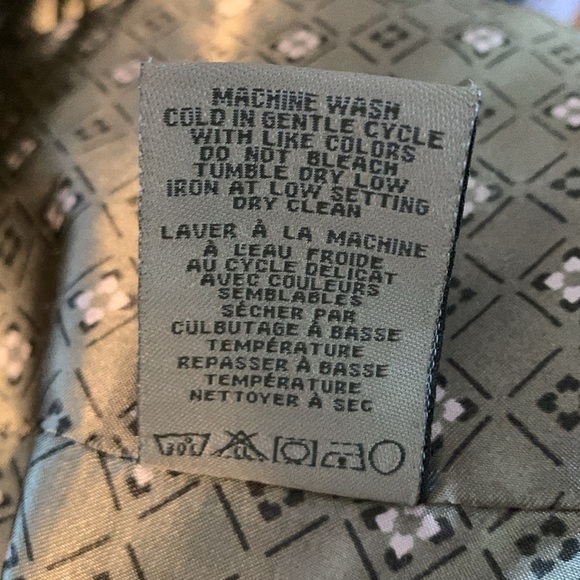 MACHINE WASH
COLD IN GENTLE CYCLE
WITH LIKE COLORS
DO NOT BLEACH
TUMBLE DRY LOW
IRON AT LOW SETTING
DRY CLEAN
LAVER À LA MACHINE
À L'EAU FROIDE
AU CYCLE DELICAT
AVEC COULEURS
SEMBLABLES
SÉCHER PAR
CULBUTAGE À BASSE
TEMPÉRATURE
REPASSER À BASSE
TEMPÉRATURE
NETTOYER À SEC